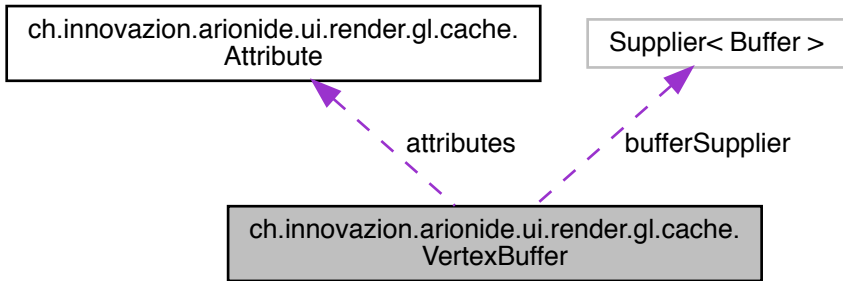 ch.innovazion.arionide.ui.render.gl.cache.
Attribute
Supplier< Buffer >
attributes
bufferSupplier
ch.innovazion.arionide.ui.render.gl.cache.
VertexBuffer